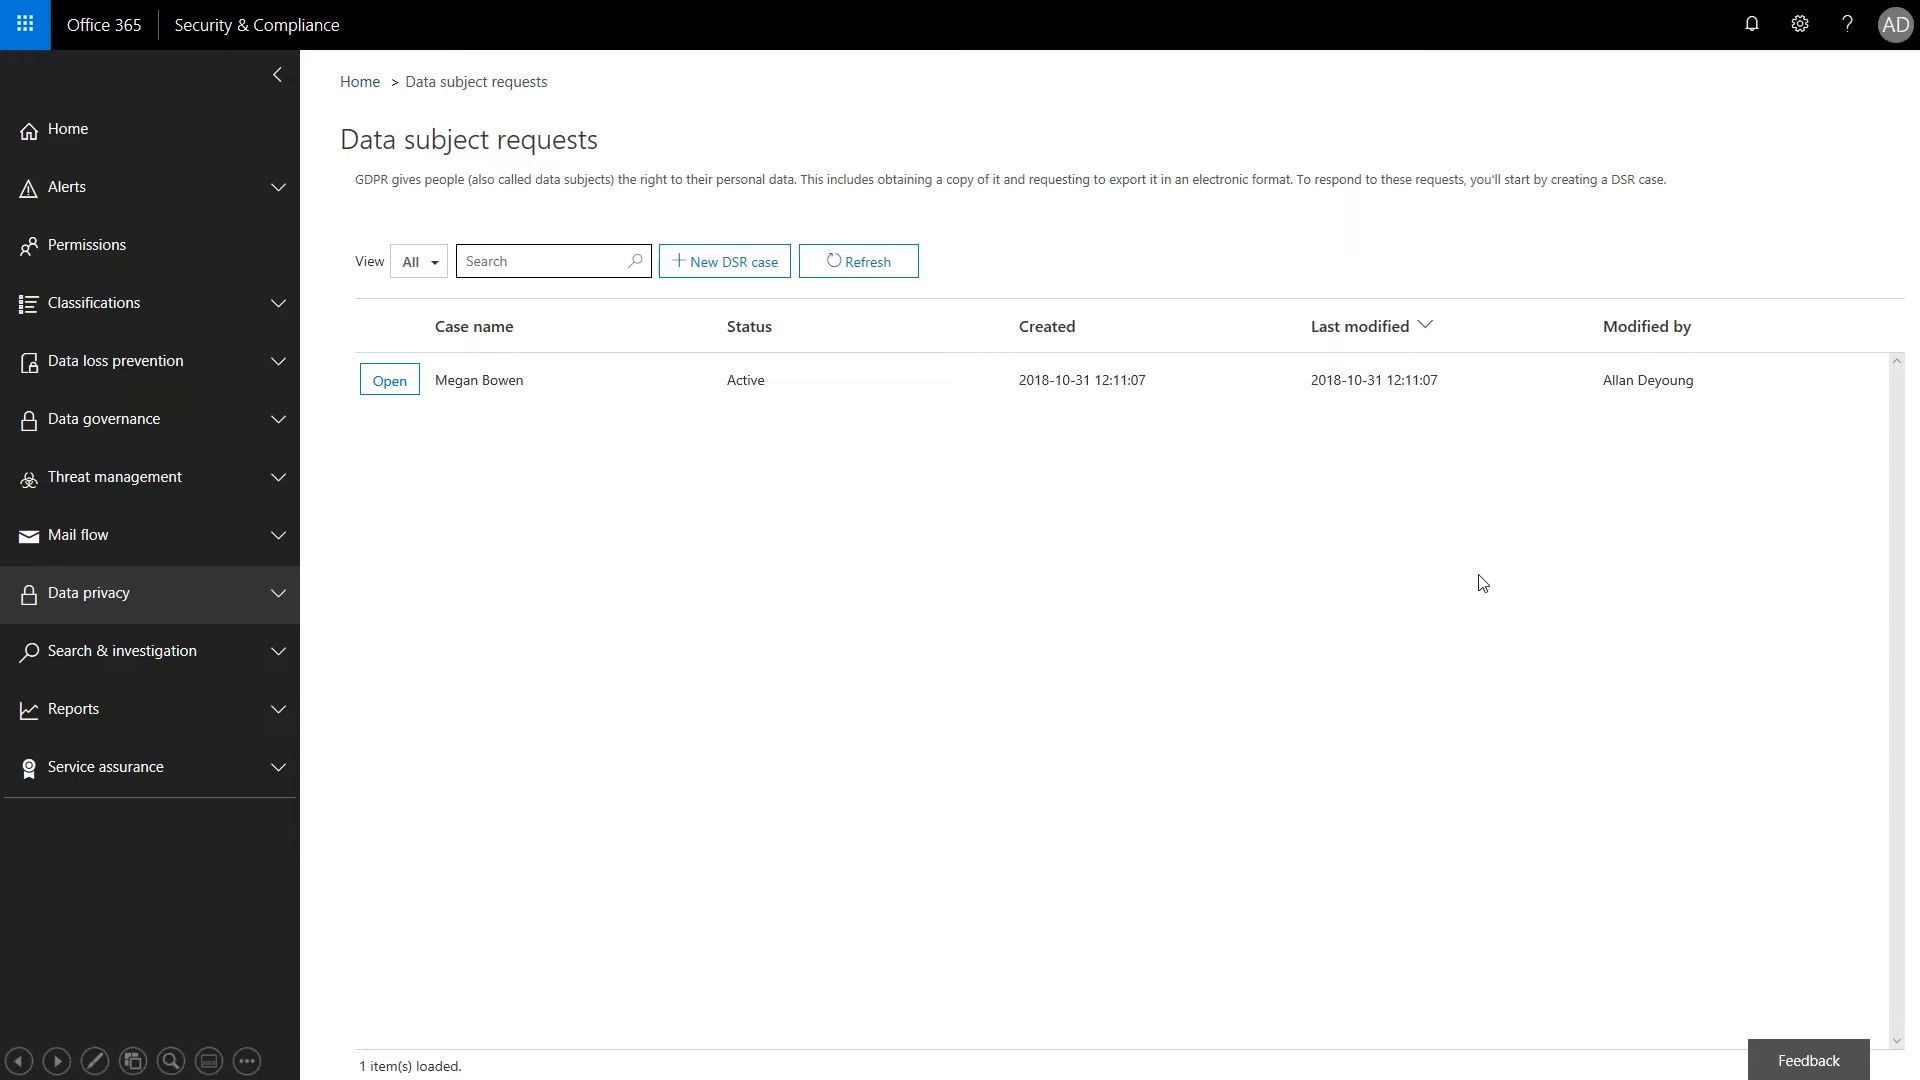 Office 365
Security & Compliance
AD
Home > Data subject requests
Data subject requests
GDPR gives people (also called data subjects) the right to their personal data. This includes obtaining a copy of it and requesting to export it in an electronic format. To respond to these requests, you'll start by creating a DSR case.
View All Search + New DSR case Refresh
Case name Status Created Last modified Modified by
Open Megan Bowen Active 2018-10-31 12:11:07 2018-10-31 12:11:07 Allan Deyoung
Home
Alerts
Permissions
Classifications
Data loss prevention
Data governance
Threat management
Mail flow
Data privacy
Search & investigation
Reports
Service assurance
1 item(s) loaded.
Feedback